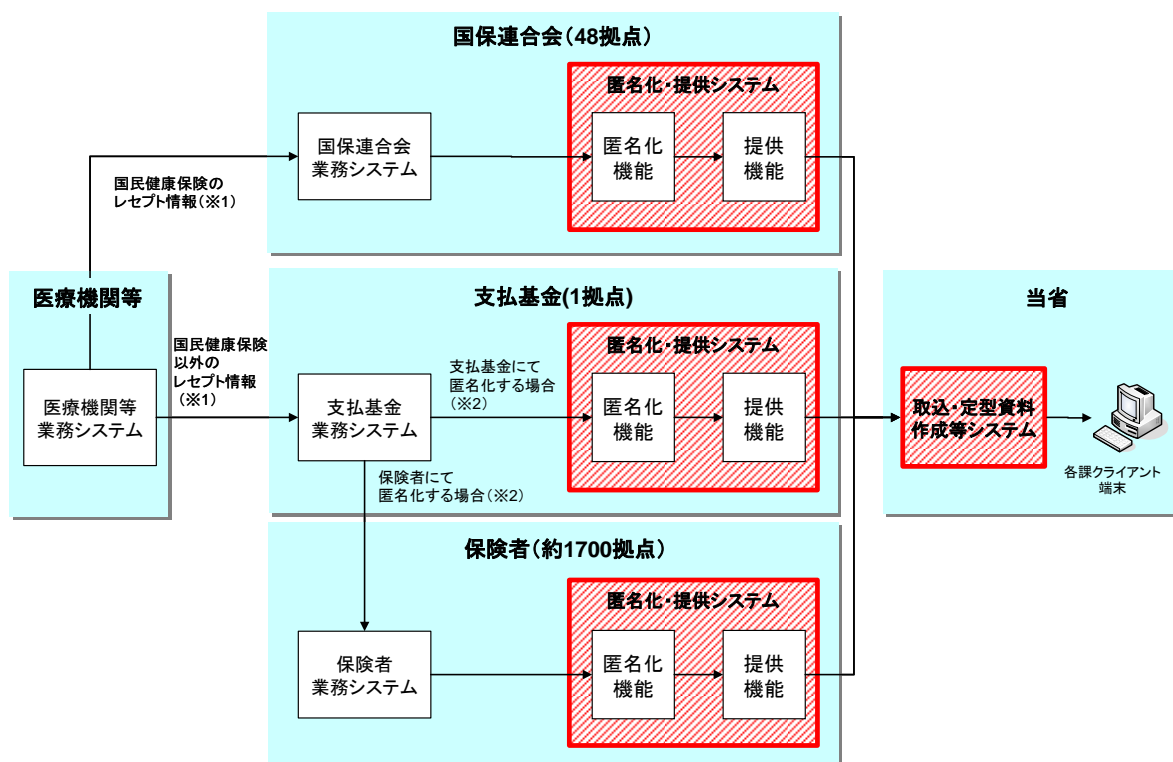 国保連合会（48拠点）
匿名化・提供システム
国保連合会
業務システム
匿名化
機能
提供
機能
国民健康保険の
レセプト情報（※1）
医療機関等
医療機関等
業務システム
国民健康保険
以外の
レセプト情報
（※1）
支払基金(1拠点)
匿名化・提供システム
支払基金にて
匿名化する場合
（※2）
支払基金
業務システム
匿名化
機能
提供
機能
保険者にて
匿名化する場合（※2）
当省
取込・定型資料
作成等システム
各課クライアント
端末
保険者（約1700拠点）
匿名化・提供システム
保険者
業務システム
匿名化
機能
提供
機能